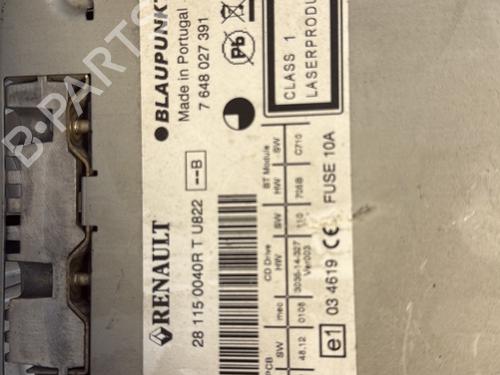 BLAUPUNKT
Made in Portugal
7 648 027 391
Pb
CLASS 1
LASERPRODU
RENAULT
28 115 0040R T U822
--B
PCB
SW
48.12
mec
0108
CD Drive
HW
3036-14-327
Ver003
SW
110
BT Module
HW
708B
SW
C710
e1
03 4619 CE FUSE 10A
B-PARTS